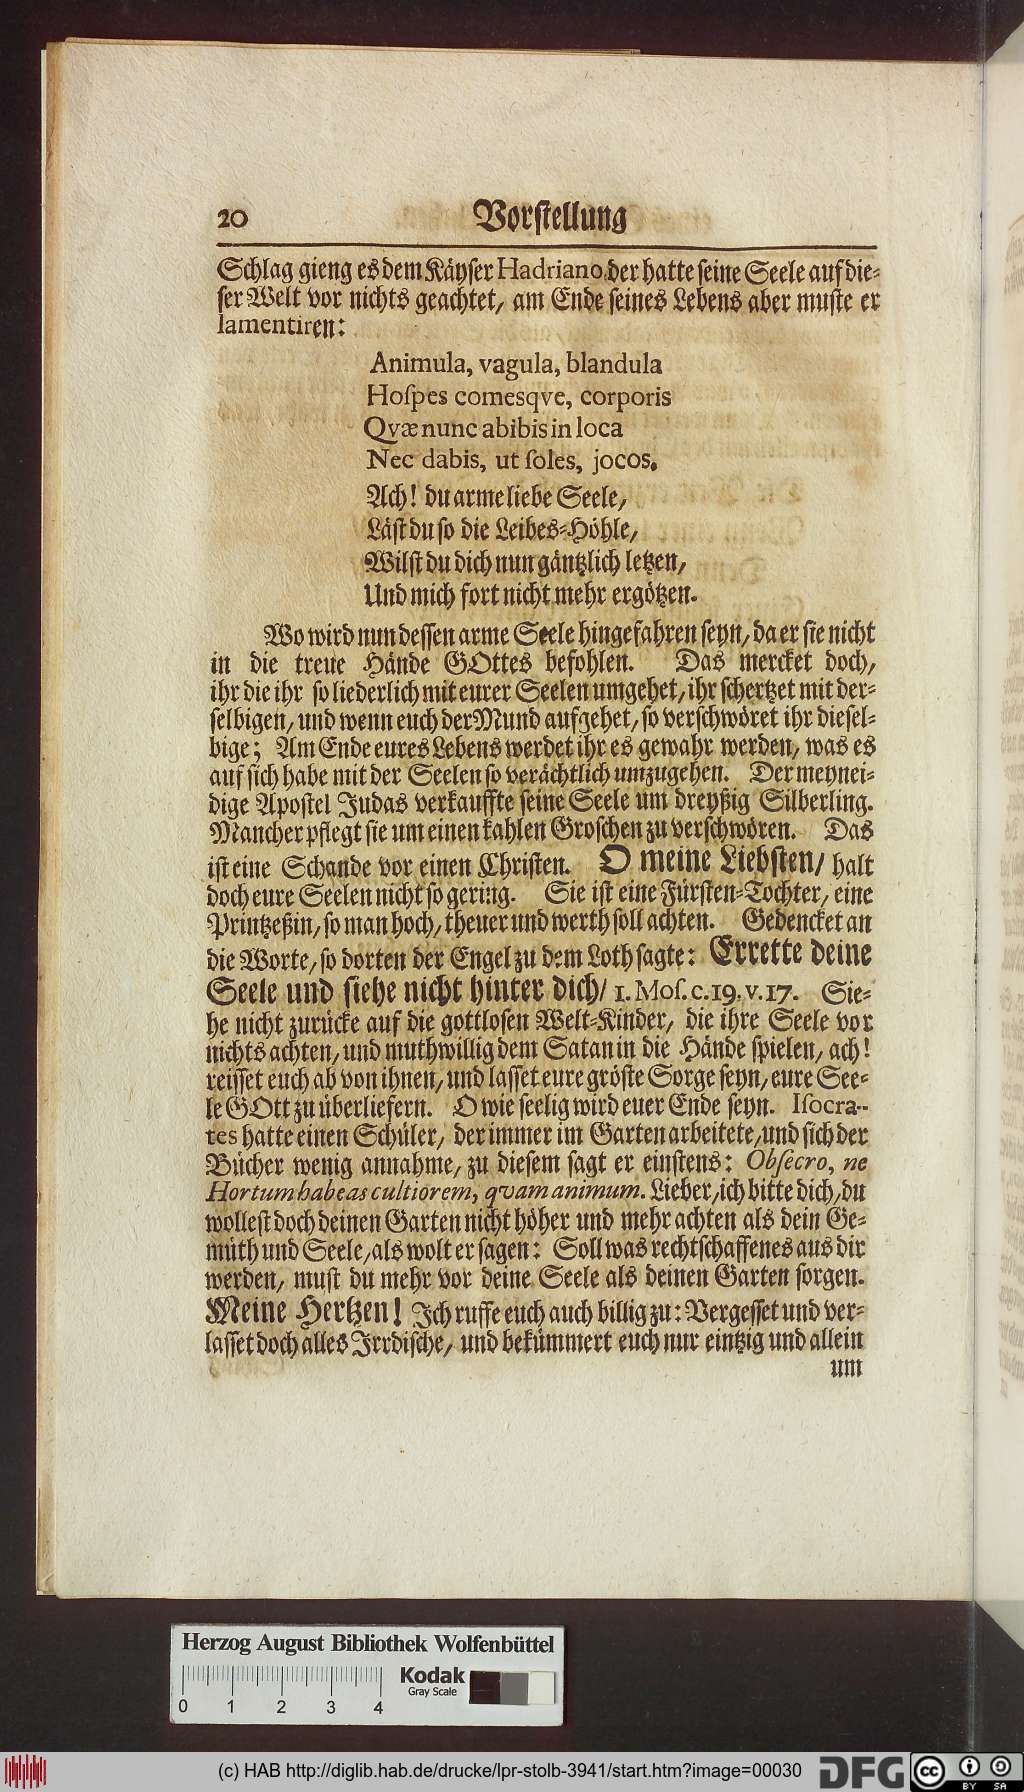 20 Vorſtellung
Schlag gieng es dem Käyſer Hadriano, der hatte ſeine Seele auf die⸗
ſer Welt vor nichts geachtet, am Ende ſeines Lebens aber muſte er
lamentiren:
Animula, vagula, blandula
Hoſpes comesqve, corporis
Qvæ nunc abibis in loca
Nec dabis, ut ſoles, jocos.
Ach! du arme liebe Seele,
Läſt du ſo die Leibes⸗Höhle,
Wilſt du dich nun gäntzlich letzen,
Und mich fort nicht mehr ergötzen.
Wo wird nun deſſen arme Seele hingefahren ſeyn, da er ſie nicht
in die treue Hände GOttes befohlen. Das mercket doch,
ihr die ihr ſo liederlich mit eurer Seelen umgehet, ihr ſchertzet mit der⸗
ſelbigen, und wenn euch der Mund aufgehet, ſo verſchwöret ihr dieſel⸗
bige; Am Ende eures Lebens werdet ihr es gewahr werden, was es
auf ſich habe mit der Seelen ſo verächtlich umzugehen. Der meynei⸗
dige Apoſtel Judas verkauffte ſeine Seele um dreyßig Silberling.
Mancher pflegt ſie um einen kahlen Groſchen zu verſchwören. Das
iſt eine Schande vor einen Chriſten. O meine Liebſten/ halt
doch eure Seelen nicht ſo gering. Sie iſt eine Fürſten⸗Tochter, eine
Printzeßin, ſo man hoch, theuer und werth ſoll achten. Gedencket an
die Worte, ſo dorten der Engel zu dem Loth ſagte: Errette deine
Seele und ſiehe nicht hinter dich/ 1. Moſ. c. 19. v. 17. Sie⸗
he nicht zurücke auf die gottloſen Welt⸗Kinder, die ihre Seele vor
nichts achten, und muthwillig dem Satan in die Hände ſpielen, ach!
reiſſet euch ab von ihnen, und laſſet eure gröſte Sorge ſeyn, eure See⸗
le GOtt zu überliefern. O wie ſeelig wird euer Ende ſeyn. Iſocra-
tes hatte einen Schüler, der immer im Garten arbeitete, und ſich der
Bücher wenig annahme, zu dieſem ſagt er einſtens: Obſecro, ne
Hortum habeas cultiorem, qvam animum. Lieber, ich bitte dich, du
wolleſt doch deinen Garten nicht höher und mehr achten als dein Ge⸗
müth und Seele, als wolt er ſagen: Soll was rechtſchaffenes aus dir
werden, muſt du mehr vor deine Seele als deinen Garten ſorgen.
Meine Hertzen! Ich ruffe euch auch billig zu: Vergeſſet und ver⸗
laſſet doch alles Irrdiſche, und bekümmert euch nur eintzig und allein
um
Herzog August Bibliothek Wolfenbüttel
0 1 2 3 4
Kodak
Gray Scale
(c) HAB http://diglib.hab.de/drucke/lpr-stolb-3941/start.htm?image=00030
DFG
cc BY SA